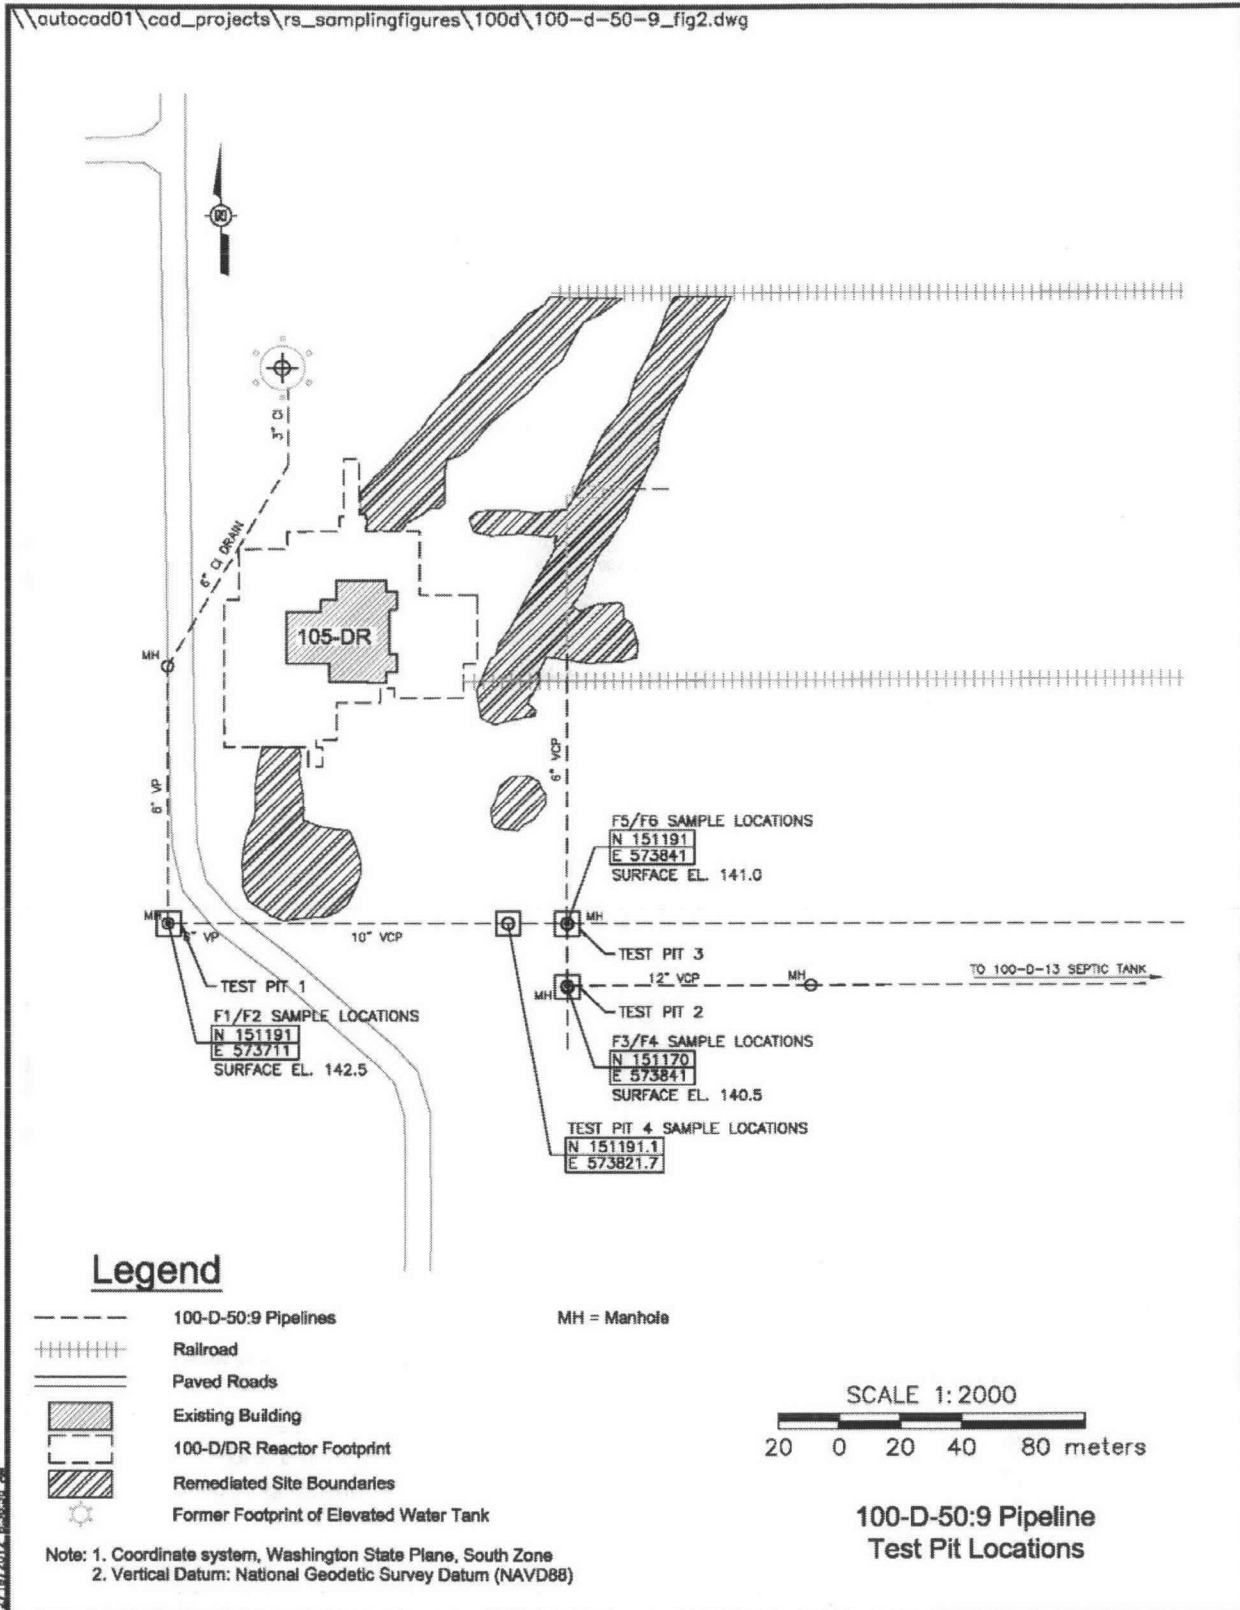 \\autocad01\cad_projects\rs_samplingfigures\100d\100-d-50-9_fig2.dwg
3" CI
6" CI DRAIN
105-DR
MH
6" VP
6" VCP
F5/F6 SAMPLE LOCATIONS
N 151191
E 573841
SURFACE EL. 141.0
MH
6" VP
10" VCP
MH
TEST PIT 3
TEST PIT 1
12" VCP
MH
TO 100-D-13 SEPTIC TANK
MH
TEST PIT 2
F1/F2 SAMPLE LOCATIONS
N 151191
E 573711
SURFACE EL. 142.5
F3/F4 SAMPLE LOCATIONS
N 151170
E 573841
SURFACE EL. 140.5
TEST PIT 4 SAMPLE LOCATIONS
N 151191.1
E 573821.7
Legend
100-D-50:9 Pipelines
MH = Manhole
Railroad
Paved Roads
Existing Building
100-D/DR Reactor Footprint
Remediated Site Boundaries
Former Footprint of Elevated Water Tank
SCALE 1:2000
20 0 20 40 80 meters
100-D-50:9 Pipeline
Test Pit Locations
Note: 1. Coordinate system, Washington State Plane, South Zone
2. Vertical Datum: National Geodetic Survey Datum (NAVD88)